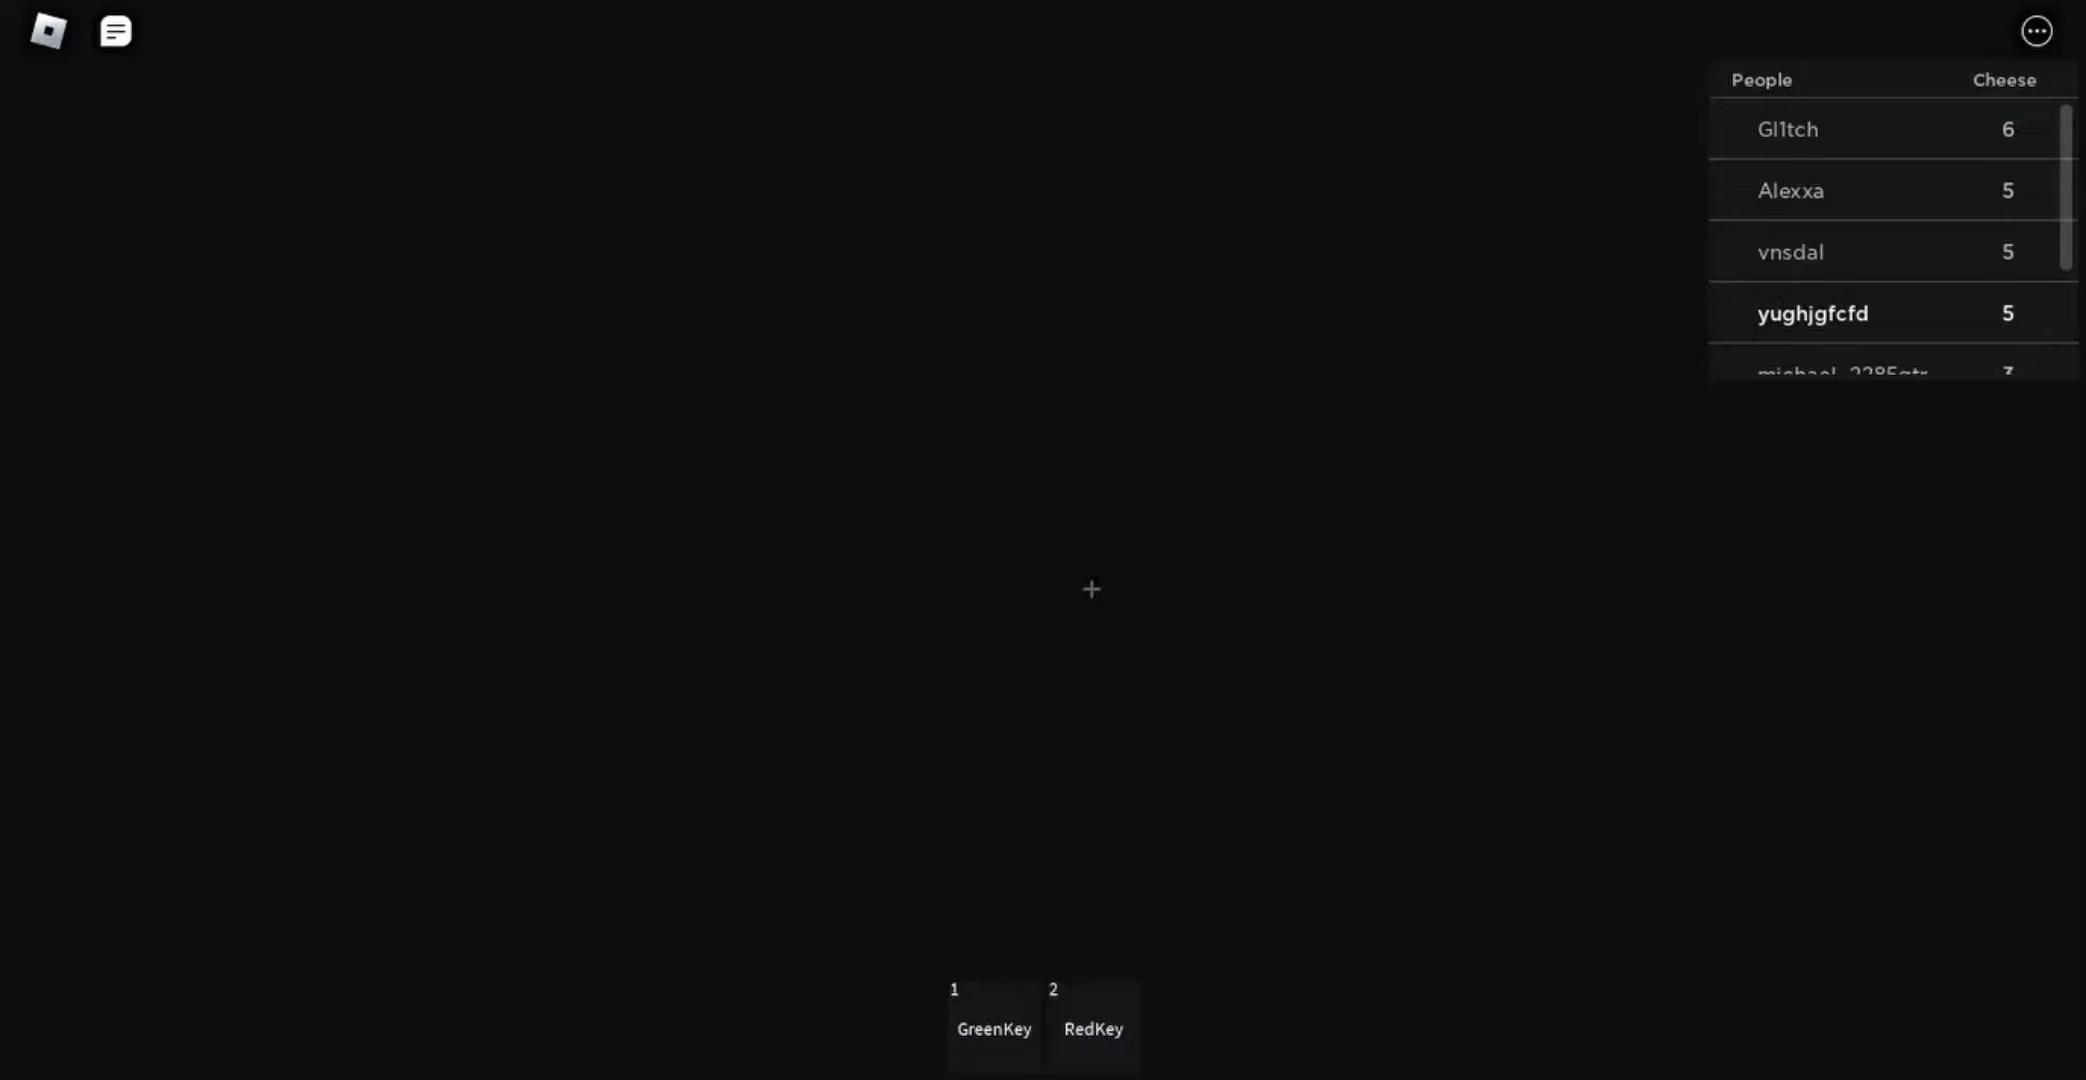 People Cheese
Gl1tch 6
Alexxa 5
vnsdal 5
yughjgfcfd 5
1 2
GreenKey RedKey